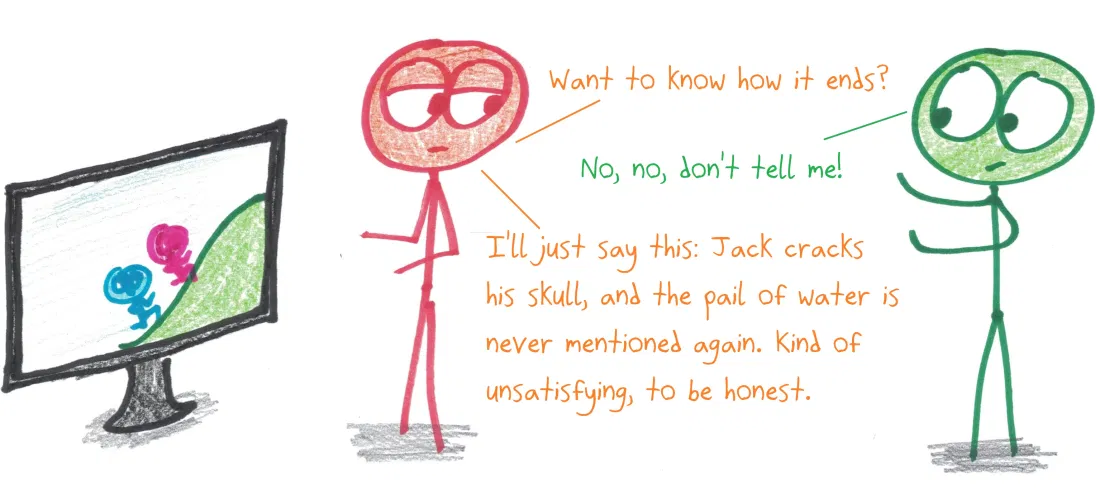 Want to know how it ends?
No, no, don't tell me!
I'll just say this: Jack cracks
his skull, and the pail of water is
never mentioned again. Kind of
unsatisfying, to be honest.